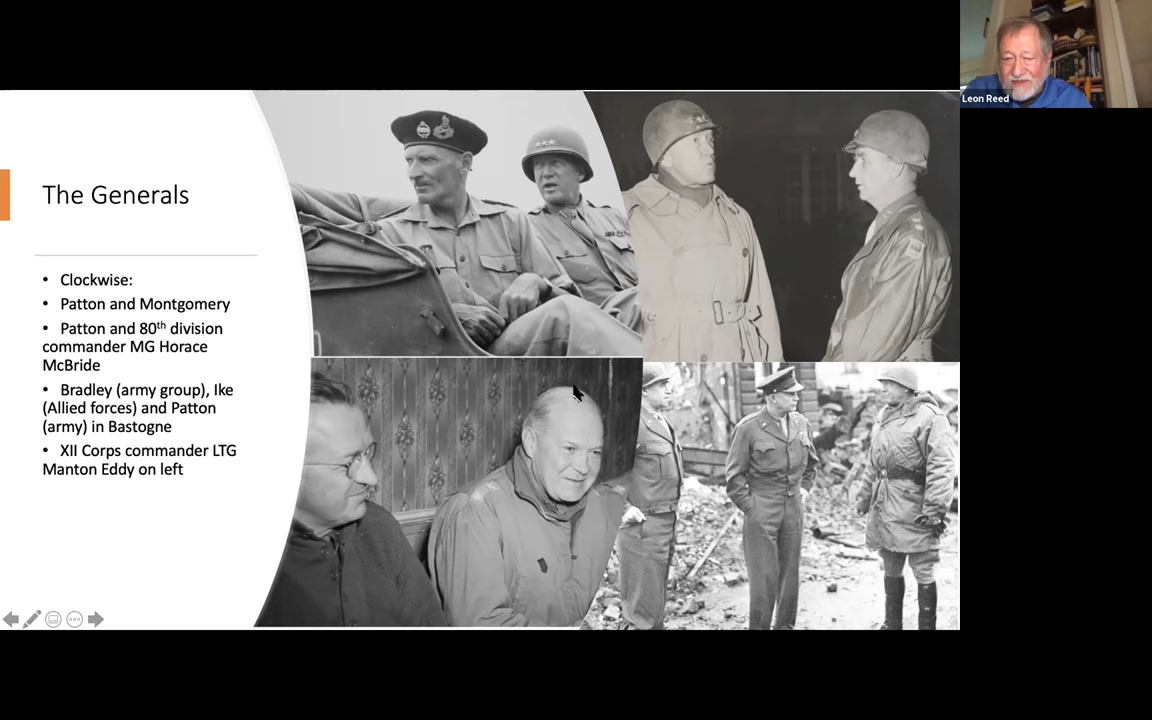 The Generals
• Clockwise:
• Patton and Montgomery
• Patton and 80th division
commander MG Horace
McBride
• Bradley (army group), Ike
(Allied forces) and Patton
(army) in Bastogne
• XII Corps commander LTG
Manton Eddy on left
Leon Reed